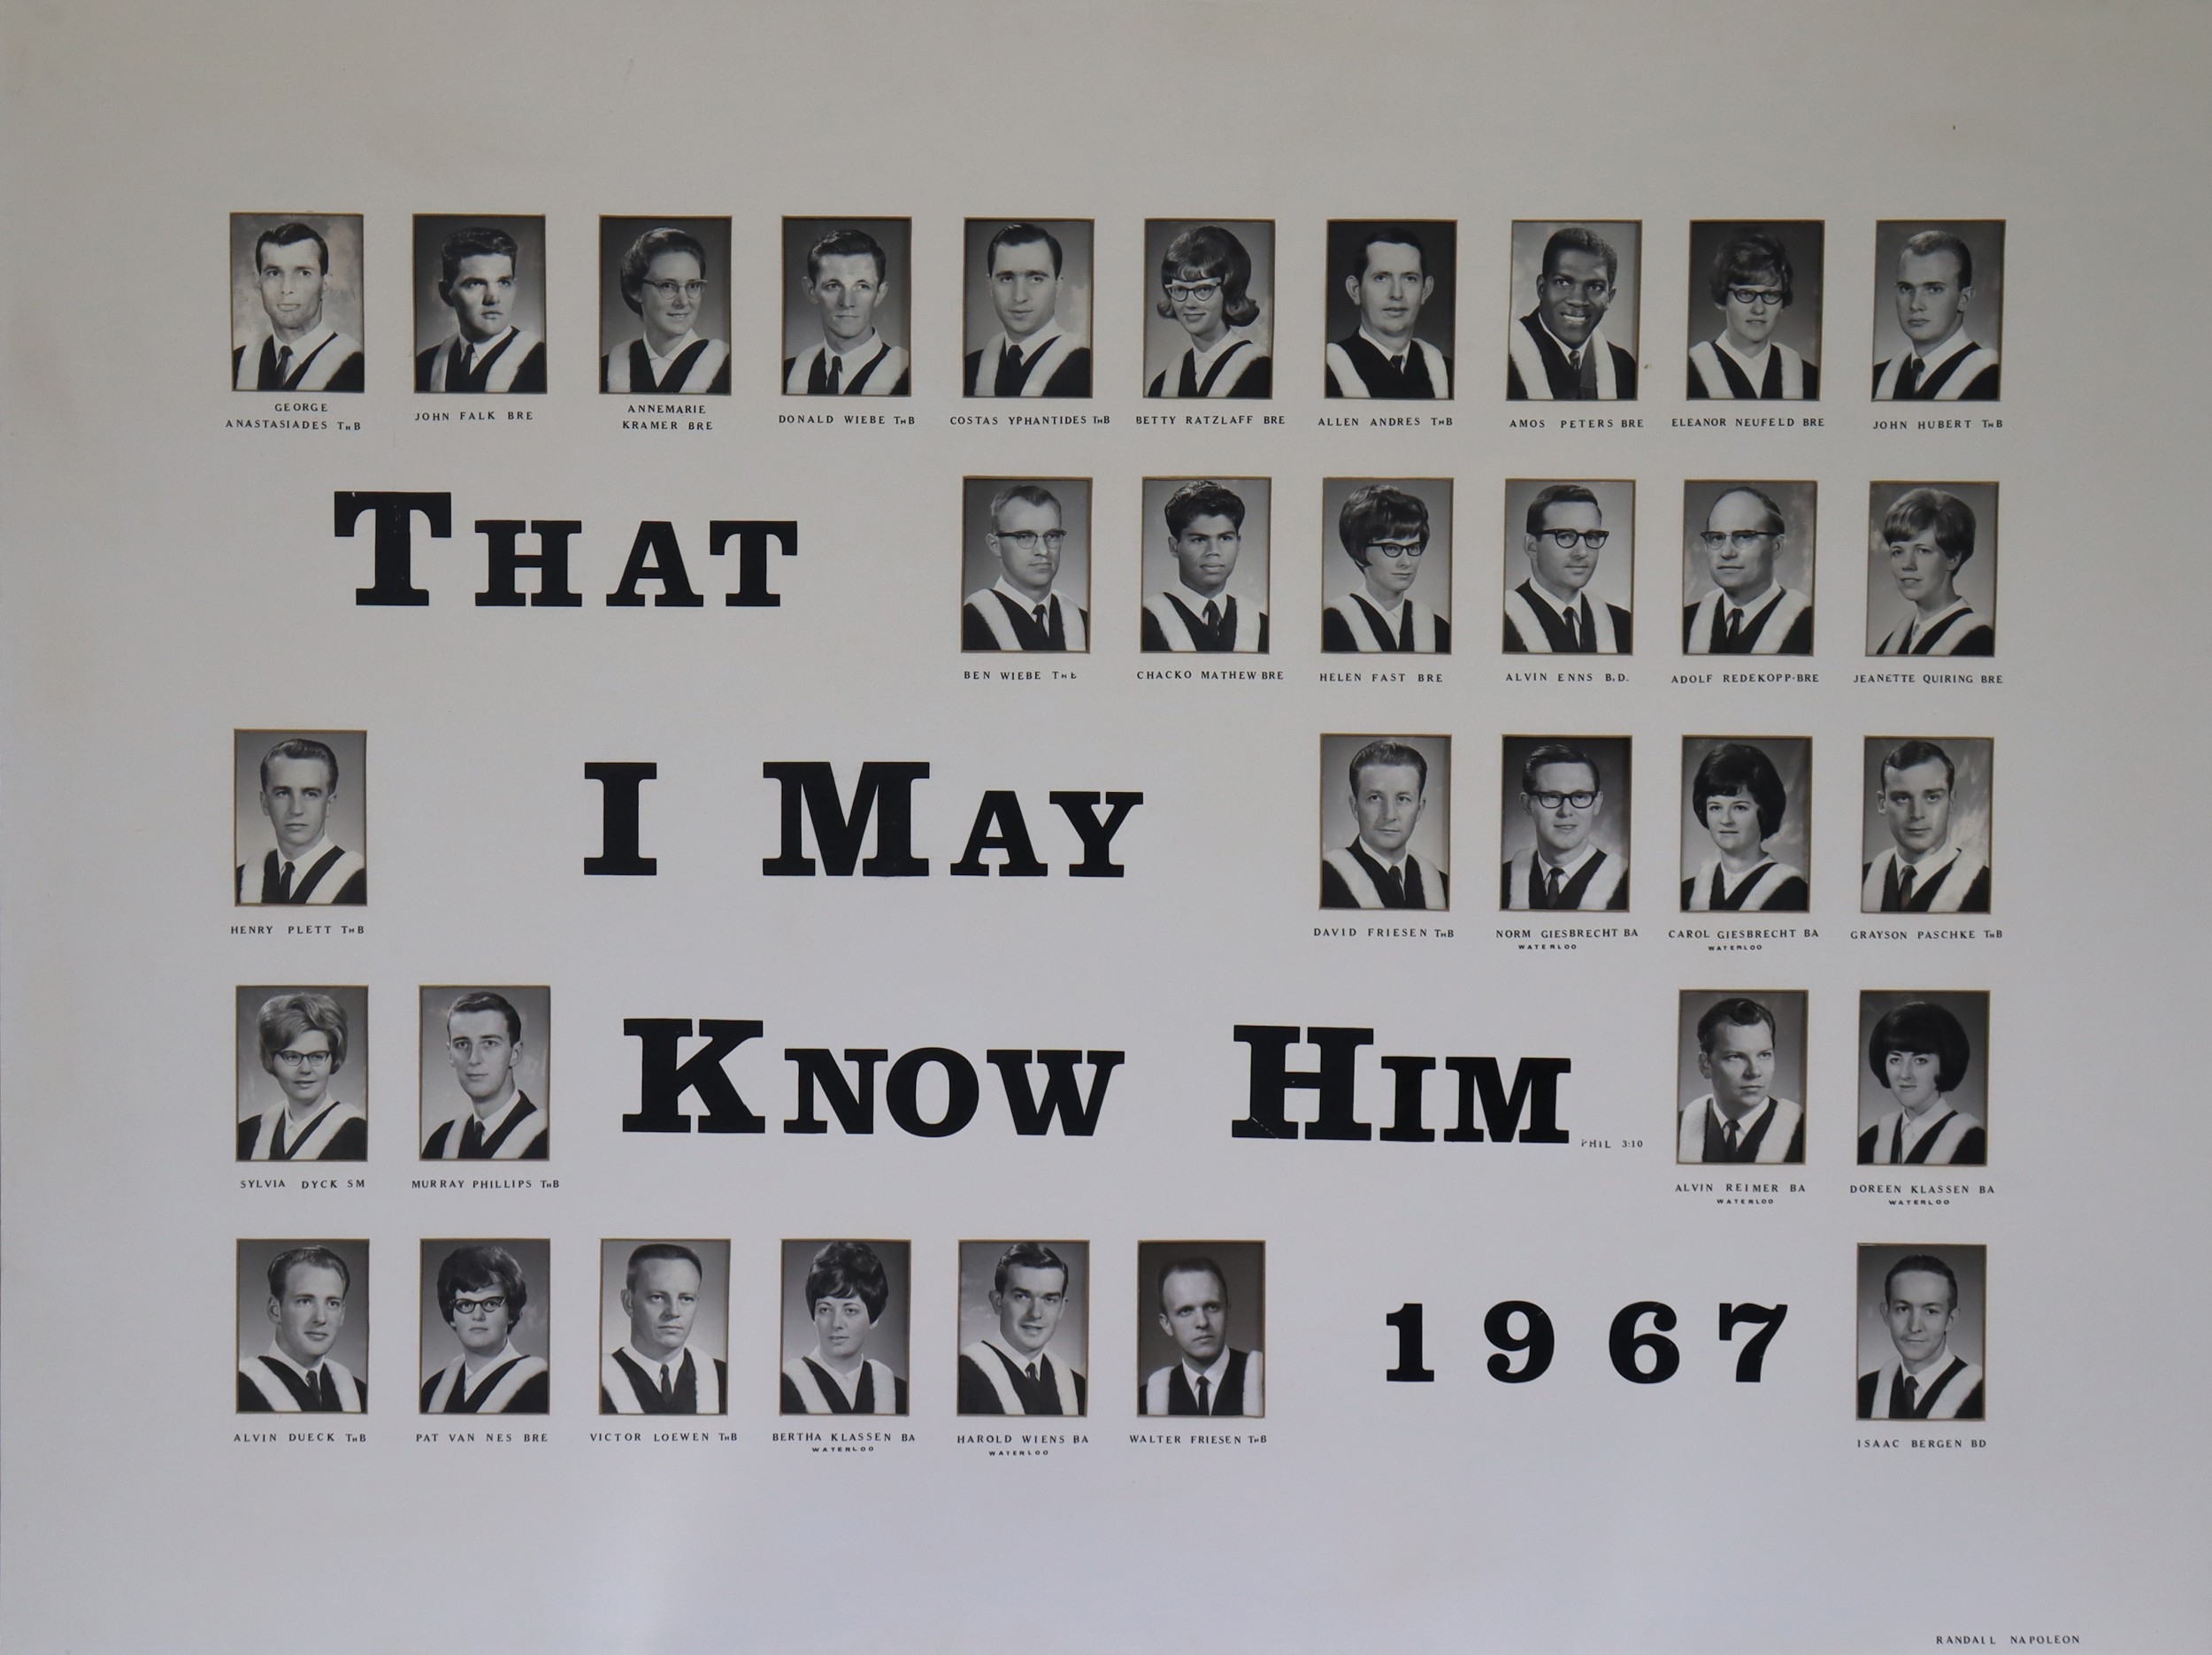 GEORGE
ANASTASIADES ThB
JOHN FALK BRE
ANNEMARIE
KRAMER BRE
DONALD WIEBE ThB
COSTAS YPHANTIDES ThB
BETTY RATZLAFF BRE
ALLEN ANDRES ThB
AMOS PETERS BRE
ELEANOR NEUFELD BRE
JOHN HUBERT ThB
THAT
BEN WIEBE ThB
CHACKO MATHEW BRE
HELEN FAST BRE
ALVIN ENNS B.D.
ADOLF REDEKOPP-BRE
JEANETTE QUIRING BRE
HENRY PLETT ThB
I MAY
DAVID FRIESEN ThB
NORM GIESBRECHT BA
WATERLOO
CAROL GIESBRECHT BA
WATERLOO
GRAYSON PASCHKE ThB
SYLVIA DYCK SM
MURRAY PHILLIPS ThB
KNOW HIM
PHIL 3:10
ALVIN REIMER BA
WATERLOO
DOREEN KLASSEN BA
WATERLOO
ALVIN DUECK ThB
PAT VAN NES BRE
VICTOR LOEWEN ThB
BERTHA KLASSEN BA
WATERLOO
HAROLD WIENS BA
WATERLOO
WALTER FRIESEN ThB
1967
ISAAC BERGEN BD
RANDALL NAPOLEON